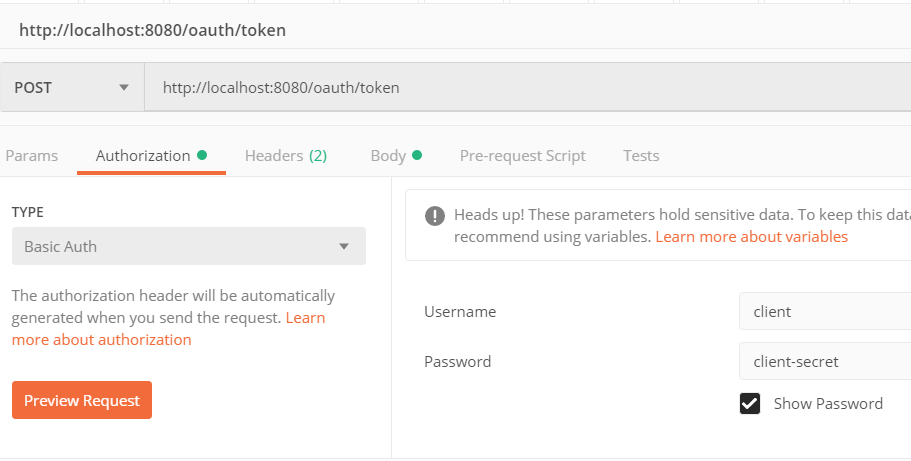 http://localhost:8080/oauth/token
POST http://localhost:8080/oauth/token
Params Authorization Headers (2) Body Pre-request Script Tests
TYPE
Basic Auth
The authorization header will be automatically
generated when you send the request. Learn
more about authorization
Preview Request
Heads up! These parameters hold sensitive data. To keep this data
recommend using variables. Learn more about variables
Username client
Password client-secret
Show Password